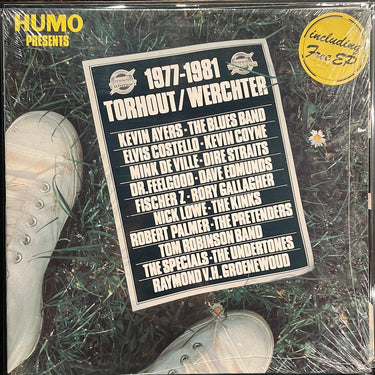 HUMO
PRESENTS
including
Free EP
1977-1981
TORHOUT/WERCHTER
KEVIN AYERS·THE BLUES BAND
ELVIS COSTELLO·KEVIN COYNE
MINK DE VILLE·DIRE STRAITS
DR. FEELGOOD·DAVE EDMUNDS
FISCHER Z.·RORY GALLAGHER
NICK LOWE·THE KINKS
ROBERT PALMER·THE PRETENDERS
TOM ROBINSON BAND
THE SPECIALS·THE UNDERTONES
RAYMOND V.H. GROENEWOUD